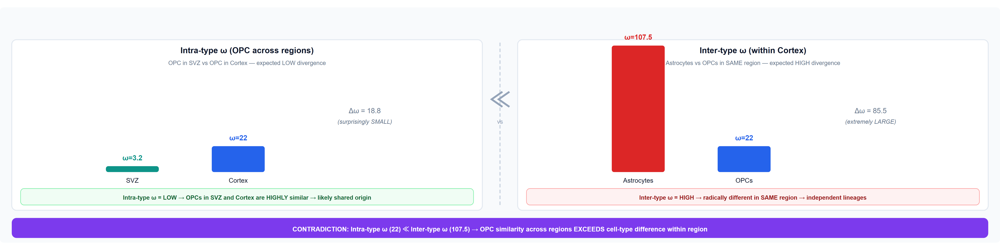 Intra-type ω (OPC across regions)
OPC in SVZ vs OPC in Cortex — expected LOW divergence
Δω = 18.8
(surprisingly SMALL)
ω=3.2
ω=22
SVZ
Cortex
Intra-type ω = LOW → OPCs in SVZ and Cortex are HIGHLY similar → likely shared origin
≪
vs
ω=107.5
Inter-type ω (within Cortex)
Astrocytes vs OPCs in SAME region — expected HIGH divergence
Δω = 85.5
(extremely LARGE)
ω=22
Astrocytes
OPCs
Inter-type ω = HIGH → radically different in SAME region → independent lineages
CONTRADICTION: Intra-type ω (22) ≪ Inter-type ω (107.5) → OPC similarity across regions EXCEEDS cell-type difference within region